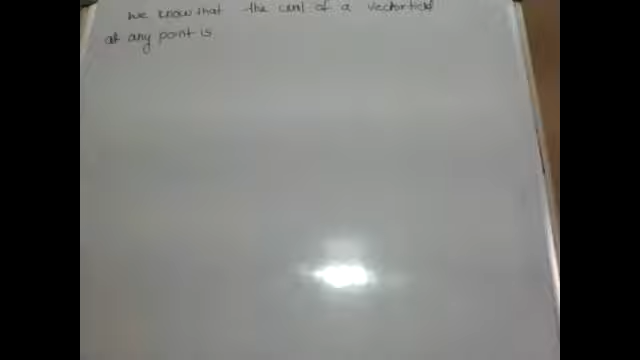 we know that the curl of a vectorfield
at any point is